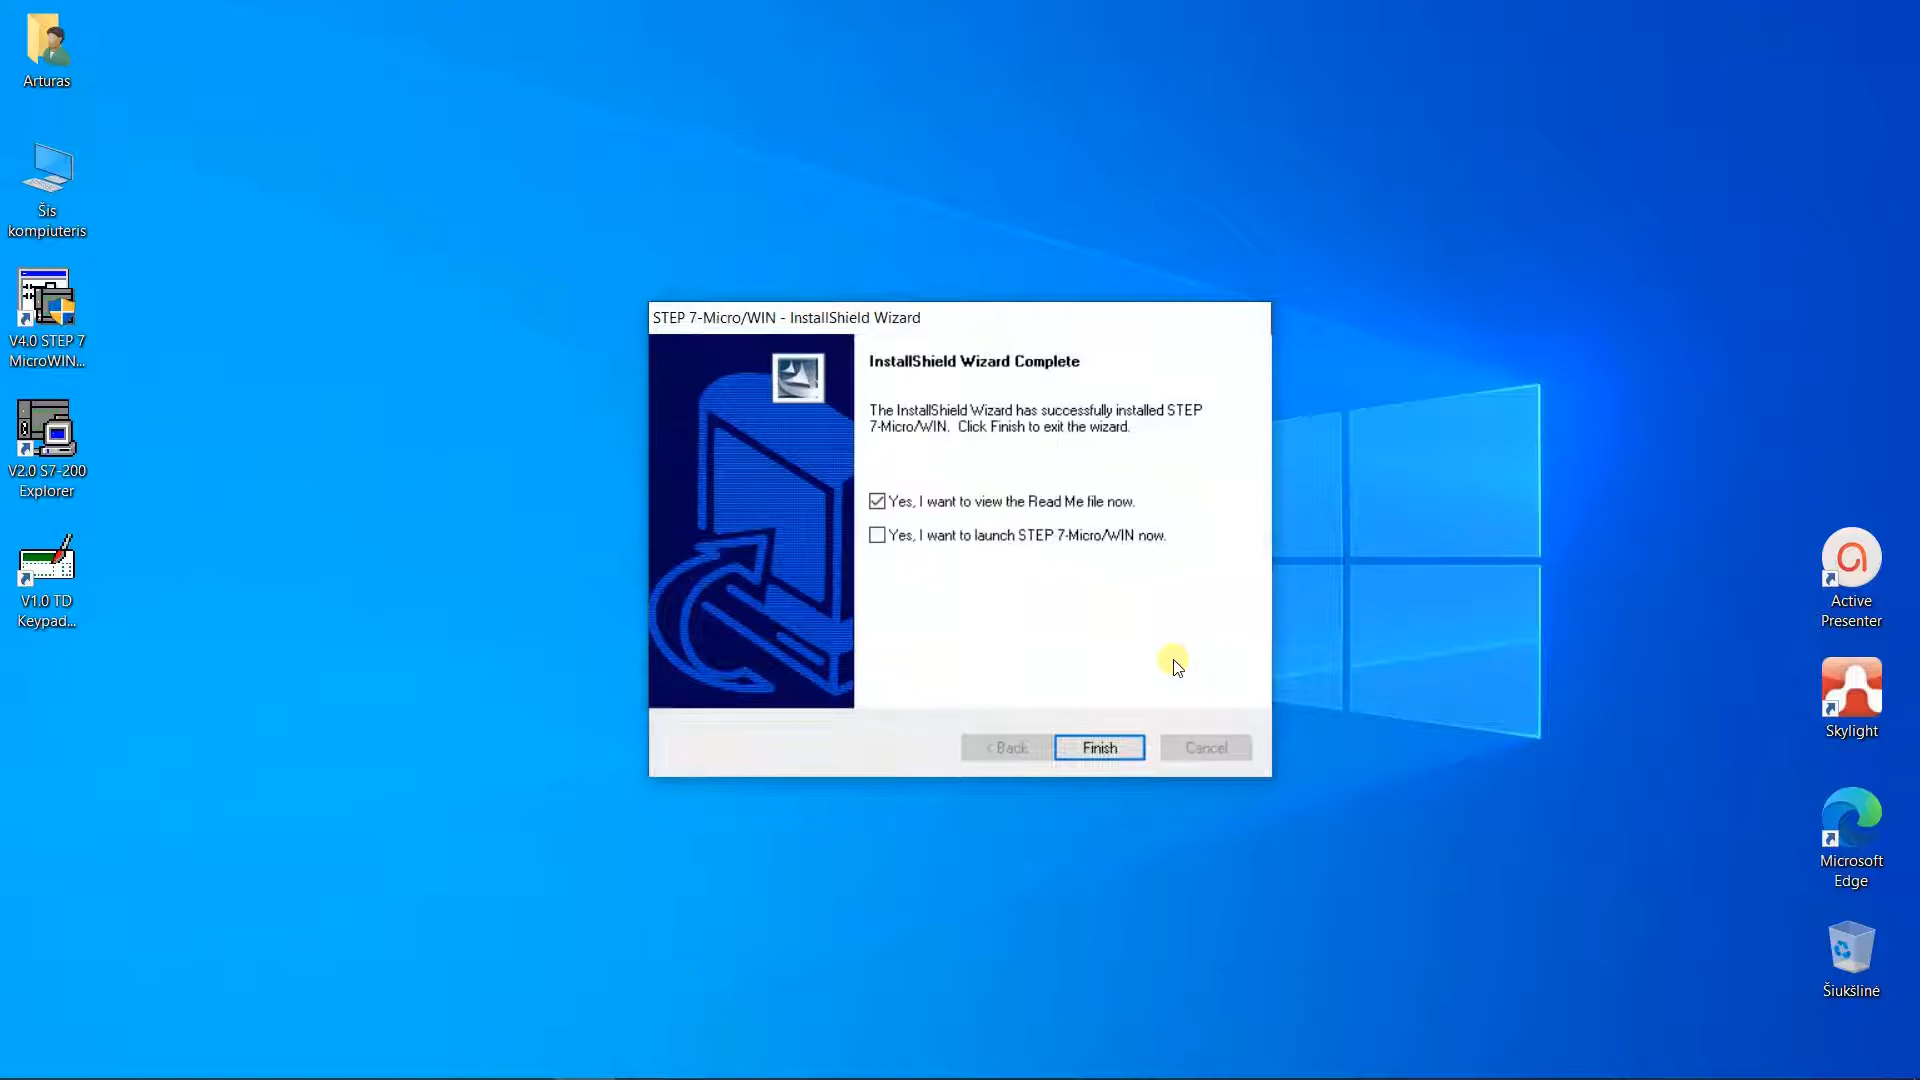 Arturas
Šis
kompiuteris
V4.0 STEP 7
MicroWIN...
V2.0 S7-200
Explorer
V1.0 TD
Keypad...
STEP 7-Micro/WIN - InstallShield Wizard
InstallShield Wizard Complete
The InstallShield Wizard has successfully installed STEP
7-Micro/WIN. Click Finish to exit the wizard.
Yes, I want to view the Read Me file now.
Yes, I want to launch STEP 7-Micro/WIN now.
< Back
Finish
Cancel
Active
Presenter
Skylight
Microsoft
Edge
Šiukšlinė